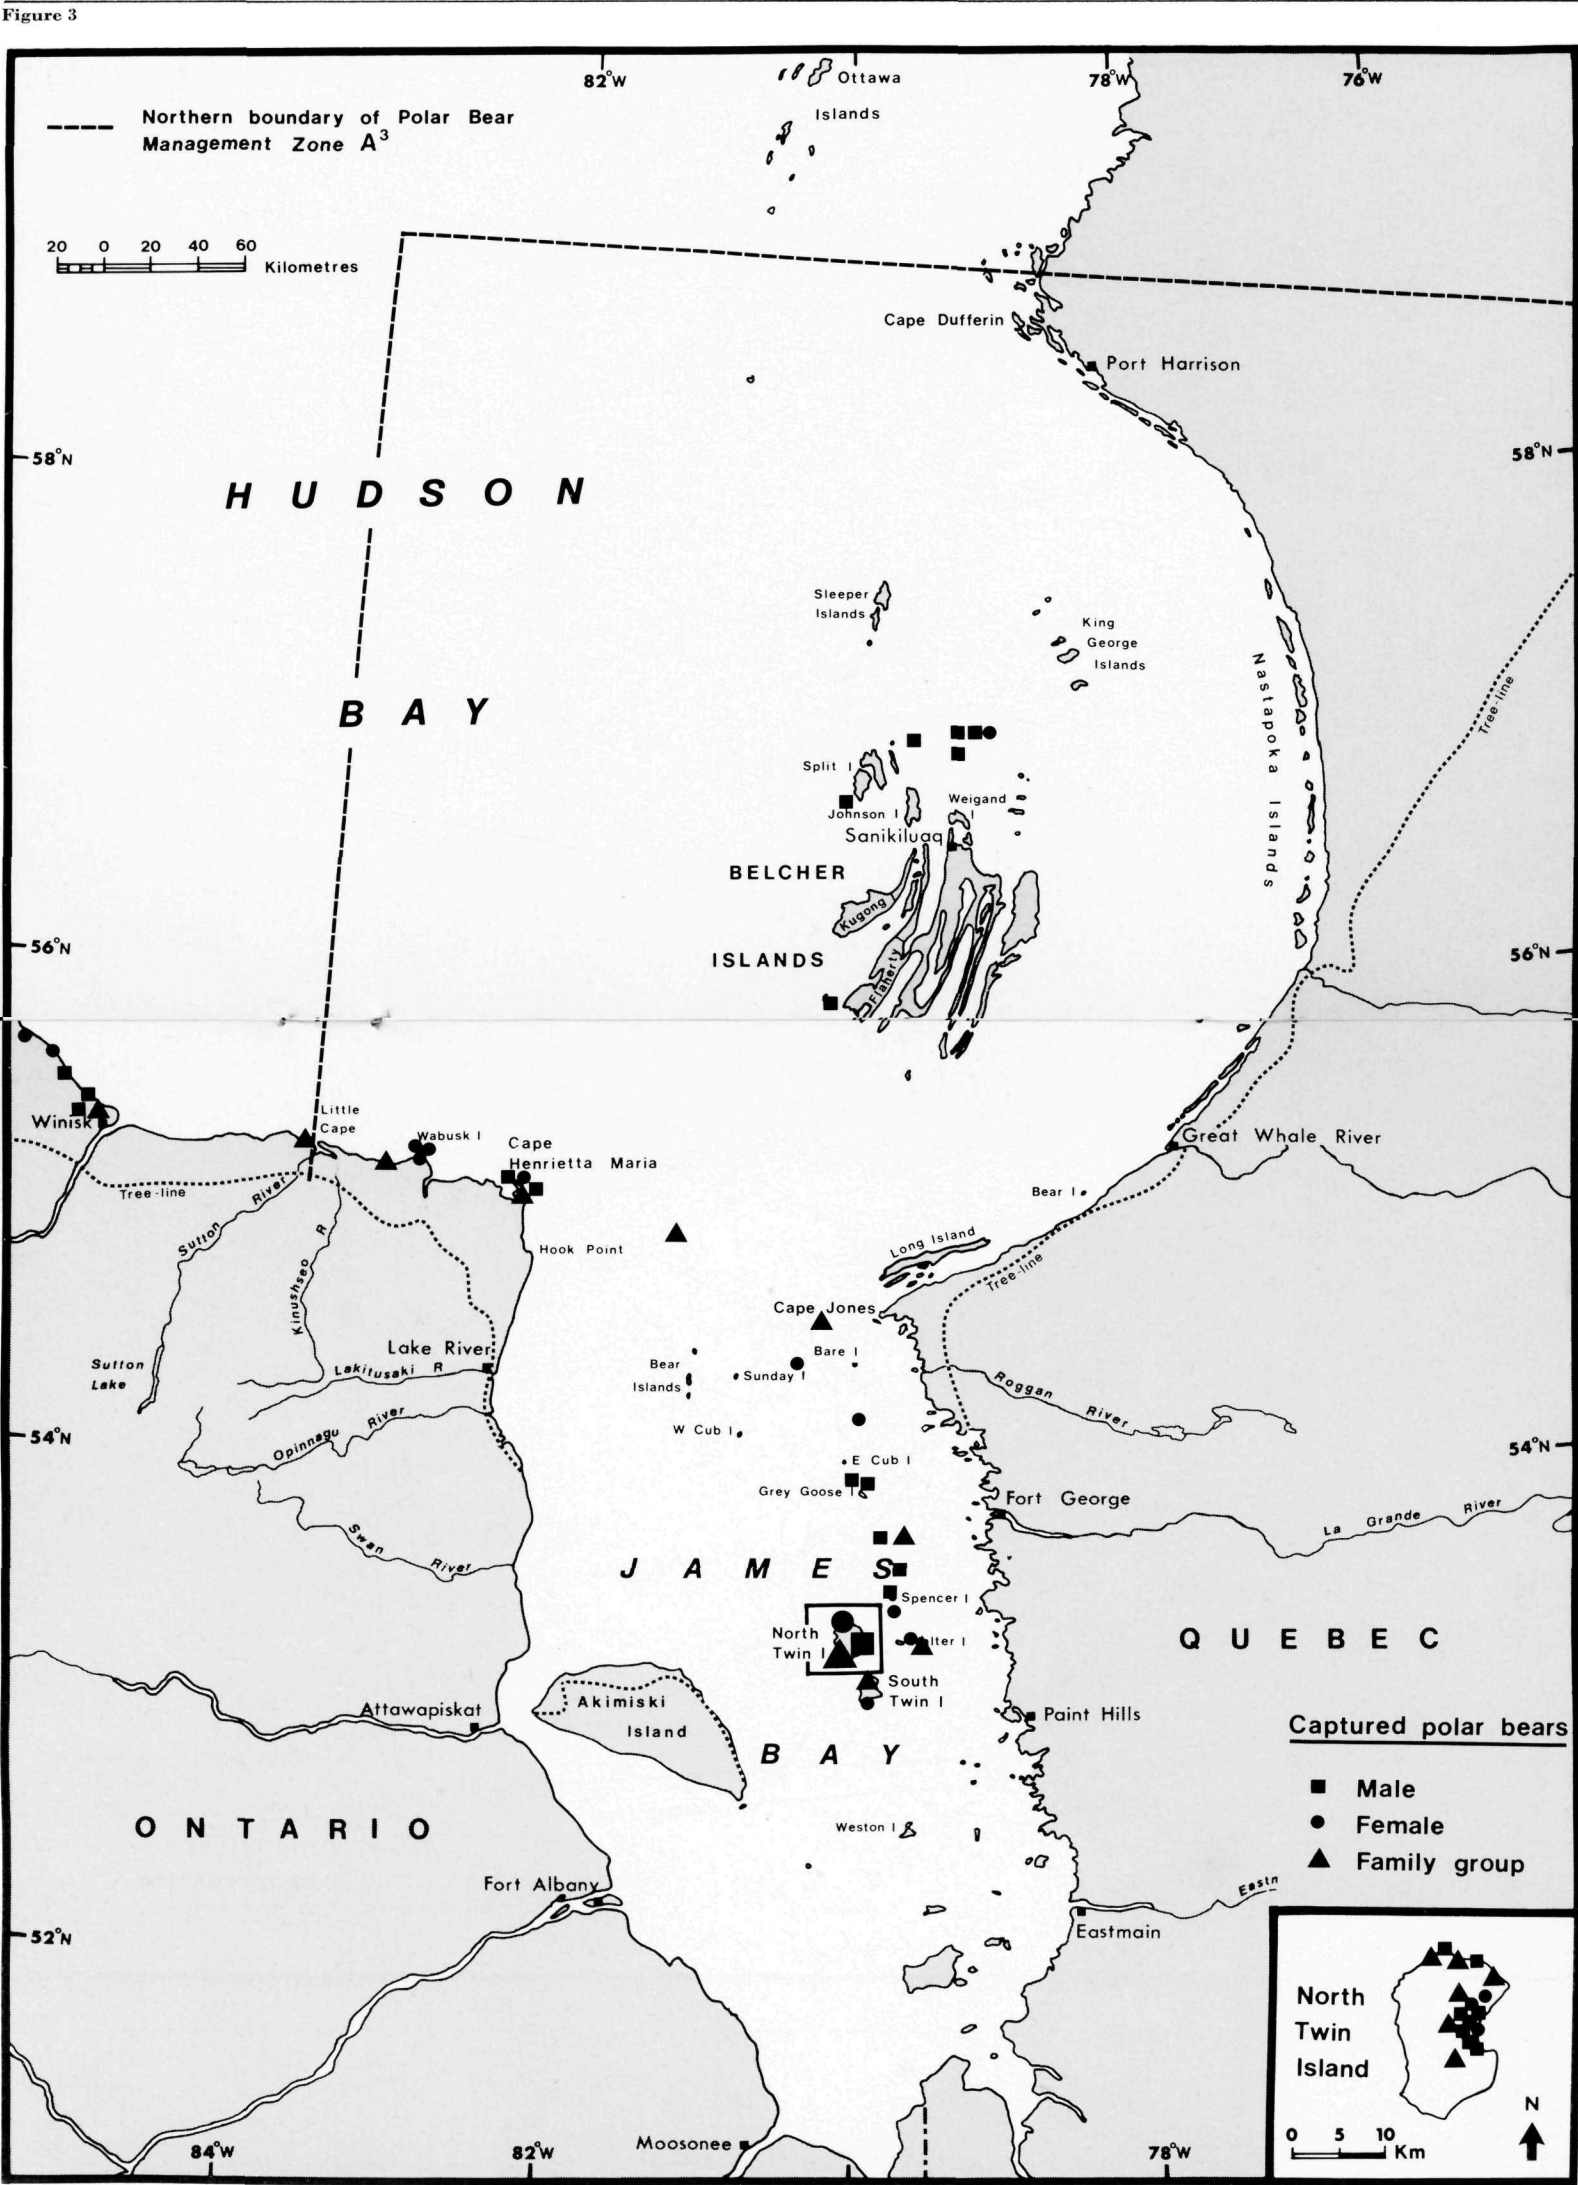 Figure 3
82°W
78°W
76°W
Ottawa
Islands
Northern boundary of Polar Bear
Management Zone A³
20 0 20 40 60
Kilometres
Cape Dufferin
Port Harrison
58°N
58°N
HUDSON
BAY
Sleeper
Islands
King
George
Islands
Nastapoka Islands
Tree-line
Split I
Johnson I
Weigand
I
Sanikiluaq
BELCHER
ISLANDS
Kugong
Flaherty
56°N
56°N
Winisk
Little
Cape
Wabusk I
Cape
Henrietta Maria
Great Whale River
Tree-line
Sutton River
Kinushseo R
Bear I
Hook Point
Long Island
Tree-line
Cape Jones
Lake River
Sutton
Lake
Lakitusaki R
Bear
Islands
Sunday I
Bare I
Roggan River
Opinnagu River
W Cub I
54°N
54°N
E Cub I
Grey Goose I
Fort George
La Grande River
Swan River
JAMES
BAY
Spencer I
North
Twin I
lter I
South
Twin I
QUEBEC
Attawapiskat
Akimiski
Island
Paint Hills
Captured polar bears
Male
Female
Family group
ONTARIO
Weston I
Fort Albany
Eastn
Eastmain
52°N
North
Twin
Island
N
0 5 10
Km
Moosonee
84°W
82°W
78°W